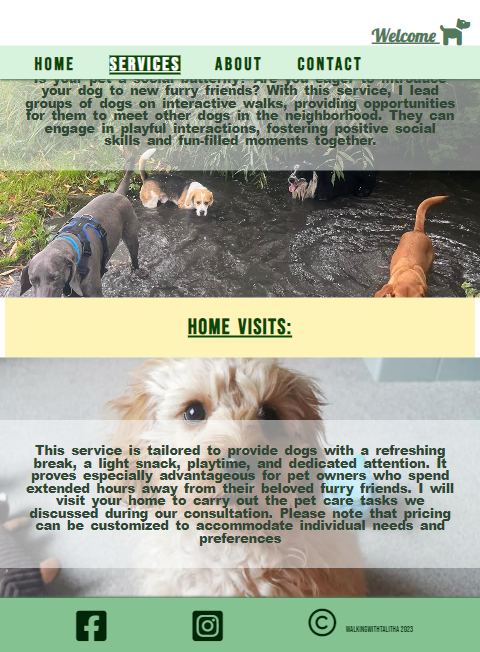 Welcome
HOME SERVICES ABOUT CONTACT
Is your pet a social butterfly? Are you eager to introduce
your dog to new furry friends? With this service, I lead
groups of dogs on interactive walks, providing opportunities
for them to meet other dogs in the neighborhood. They can
engage in playful interactions, fostering positive social
skills and fun-filled moments together.
HOME VISITS:
This service is tailored to provide dogs with a refreshing
break, a light snack, playtime, and dedicated attention. It
proves especially advantageous for pet owners who spend
extended hours away from their beloved furry friends. I will
visit your home to carry out the pet care tasks we
discussed during our consultation. Please note that pricing
can be customized to accommodate individual needs and
preferences
© WALKINGWITHTALITHA 2023